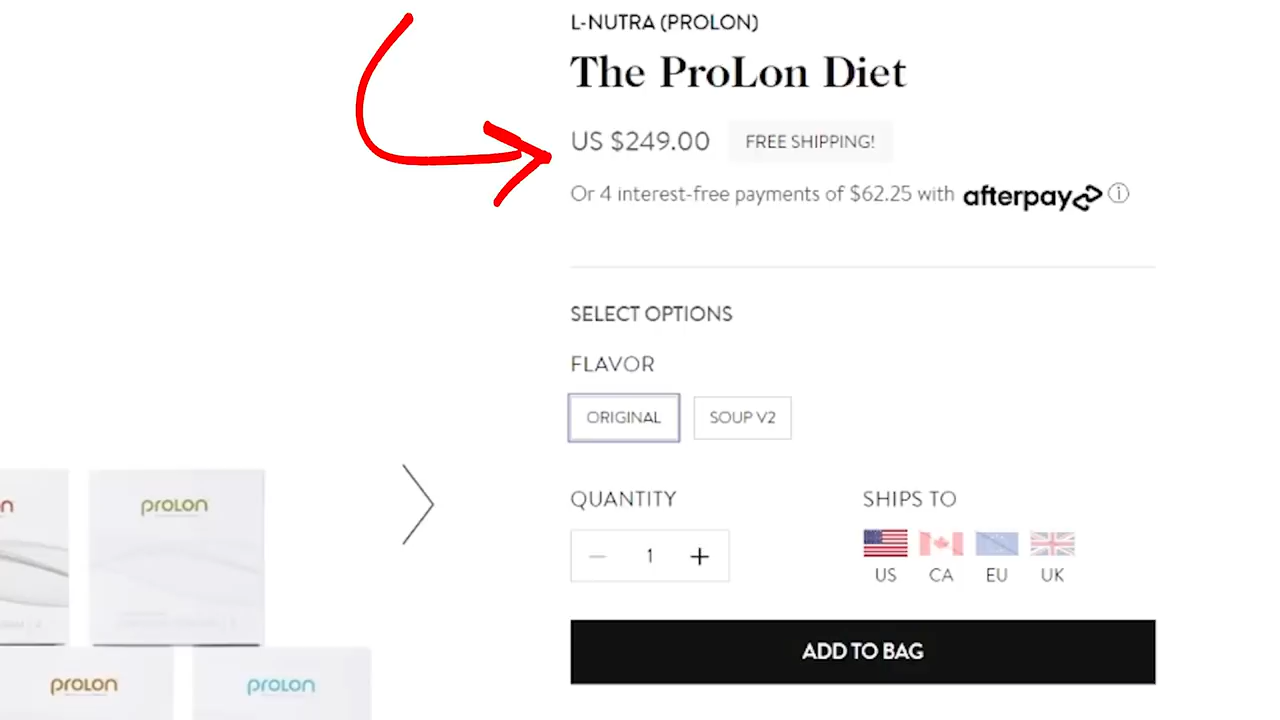 L-NUTRA (PROLON)
The ProLon Diet
US $249.00 FREE SHIPPING!
Or 4 interest-free payments of $62.25 with afterpay
SELECT OPTIONS
FLAVOR
ORIGINAL SOUP V2
QUANTITY SHIPS TO
1
US CA EU UK
ADD TO BAG
PROLON
PROLON PROLON